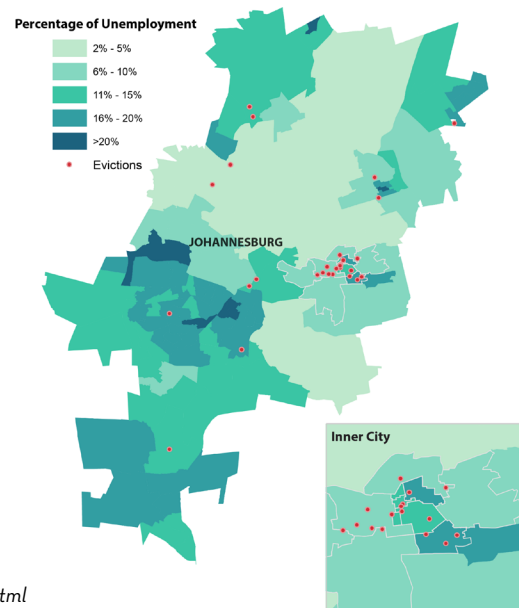 Percentage of Unemployment
2% - 5%
6% - 10%
11% - 15%
16% - 20%
>20%
Evictions
JOHANNESBURG
Inner City
tml